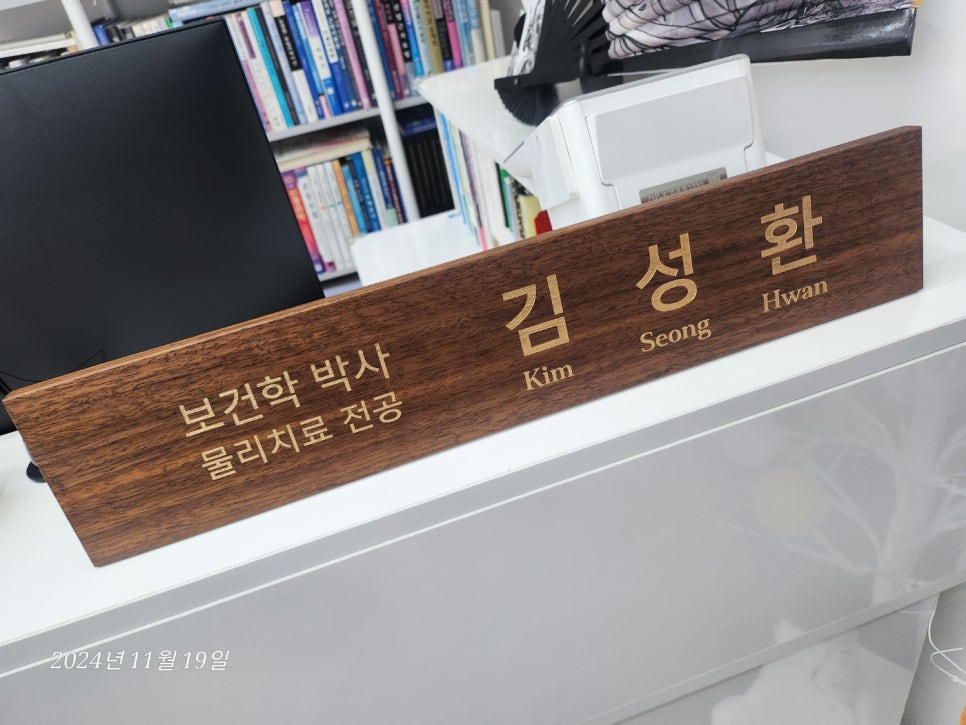 보건학 박사
물리치료 전공
김 성 환
Kim Seong Hwan
2024년 11월 19일